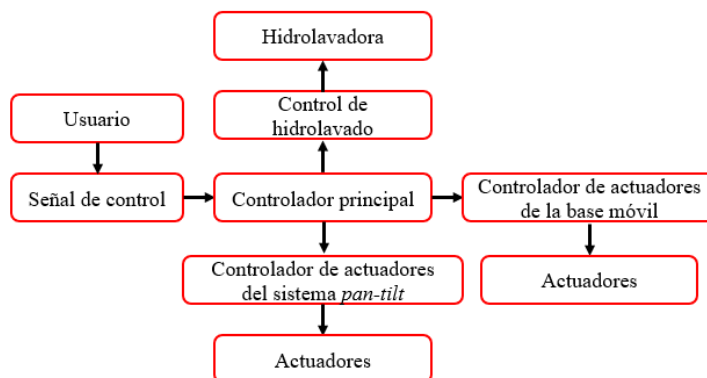 Hidrolavadora
Usuario
Control de
hidrolavado
Señal de control
Controlador principal
Controlador de actuadores
de la base móvil
Controlador de actuadores
del sistema pan-tilt
Actuadores
Actuadores